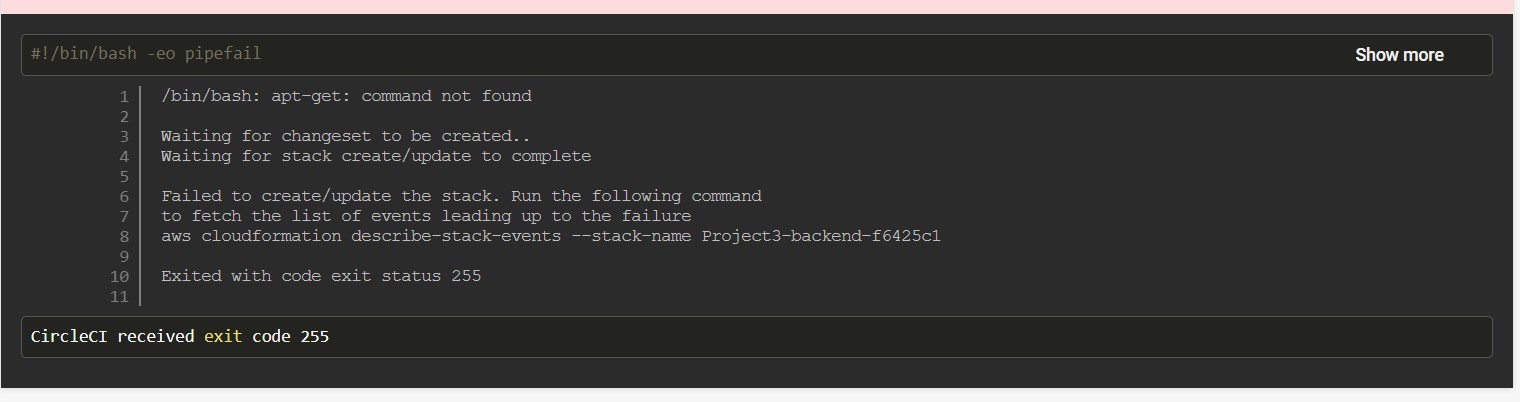 #!/bin/bash -eo pipefail
Show more
1 /bin/bash: apt-get: command not found
2
3 Waiting for changeset to be created..
4 Waiting for stack create/update to complete
5
6 Failed to create/update the stack. Run the following command
7 to fetch the list of events leading up to the failure
8 aws cloudformation describe-stack-events --stack-name Project3-backend-f6425c1
9
10 Exited with code exit status 255
11
CircleCI received exit code 255